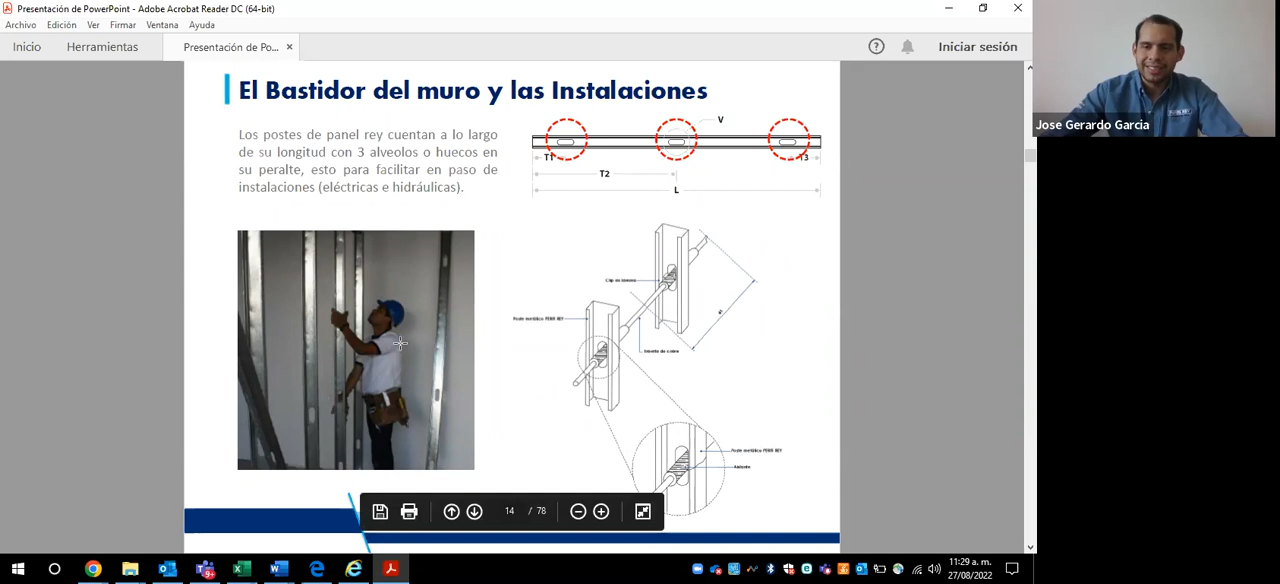 Presentación de PowerPoint - Adobe Acrobat Reader DC (64-bit)
Archivo Edición Ver Firmar Ventana Ayuda
Inicio Herramientas Presentación de Po... × Iniciar sesión
El Bastidor del muro y las Instalaciones
Los postes de panel rey cuentan a lo largo
de su longitud con 3 alveolos o huecos en
su peralte, esto para facilitar en paso de
instalaciones (eléctricas e hidráulicas).
V
T1 T3
T2
L
Jose Gerardo Garcia
14 / 78
11:29 a. m.
27/08/2022